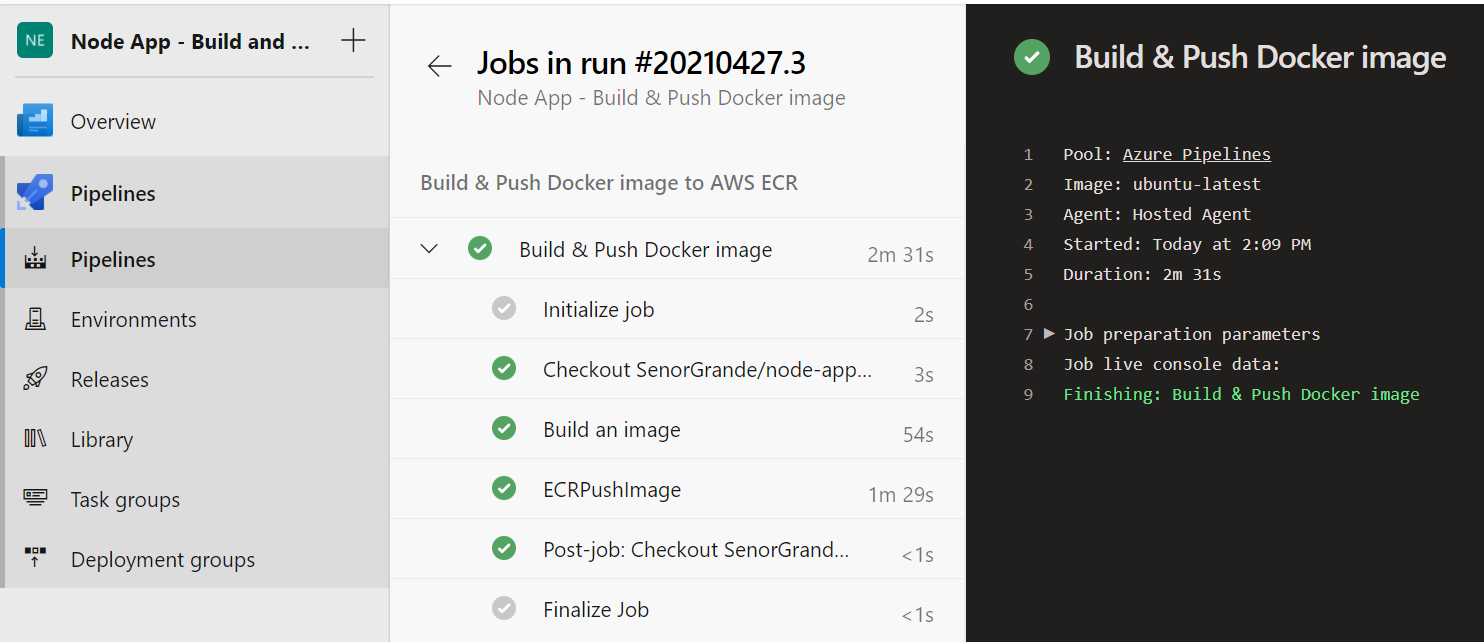 NE
Node App - Build and ...
Overview
Pipelines
Pipelines
Environments
Releases
Library
Task groups
Deployment groups
Jobs in run #20210427.3
Node App - Build & Push Docker image
Build & Push Docker image to AWS ECR
Build & Push Docker image 2m 31s
Initialize job 2s
Checkout SenorGrande/node-app... 3s
Build an image 54s
ECRPushImage 1m 29s
Post-job: Checkout SenorGrand... <1s
Finalize Job <1s
Build & Push Docker image
1 Pool: Azure Pipelines
2 Image: ubuntu-latest
3 Agent: Hosted Agent
4 Started: Today at 2:09 PM
5 Duration: 2m 31s
6
7 Job preparation parameters
8 Job live console data:
9 Finishing: Build & Push Docker image